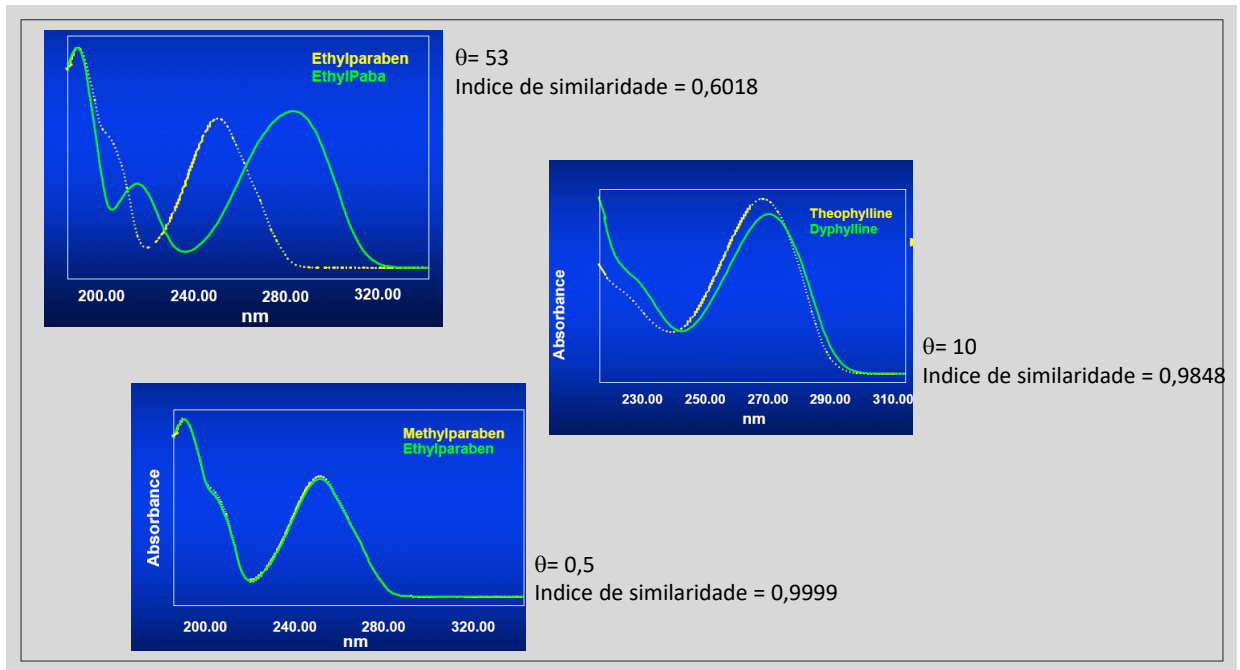 Ethylparaben
EthylPaba
200.00 240.00 280.00 320.00
nm
θ= 53
Indice de similaridade = 0,6018
Theophylline
Dyphylline
Absorbance
230.00 250.00 270.00 290.00 310.00
nm
θ= 10
Indice de similaridade = 0,9848
Methylparaben
Ethylparaben
Absorbance
200.00 240.00 280.00 320.00
nm
θ= 0,5
Indice de similaridade = 0,9999